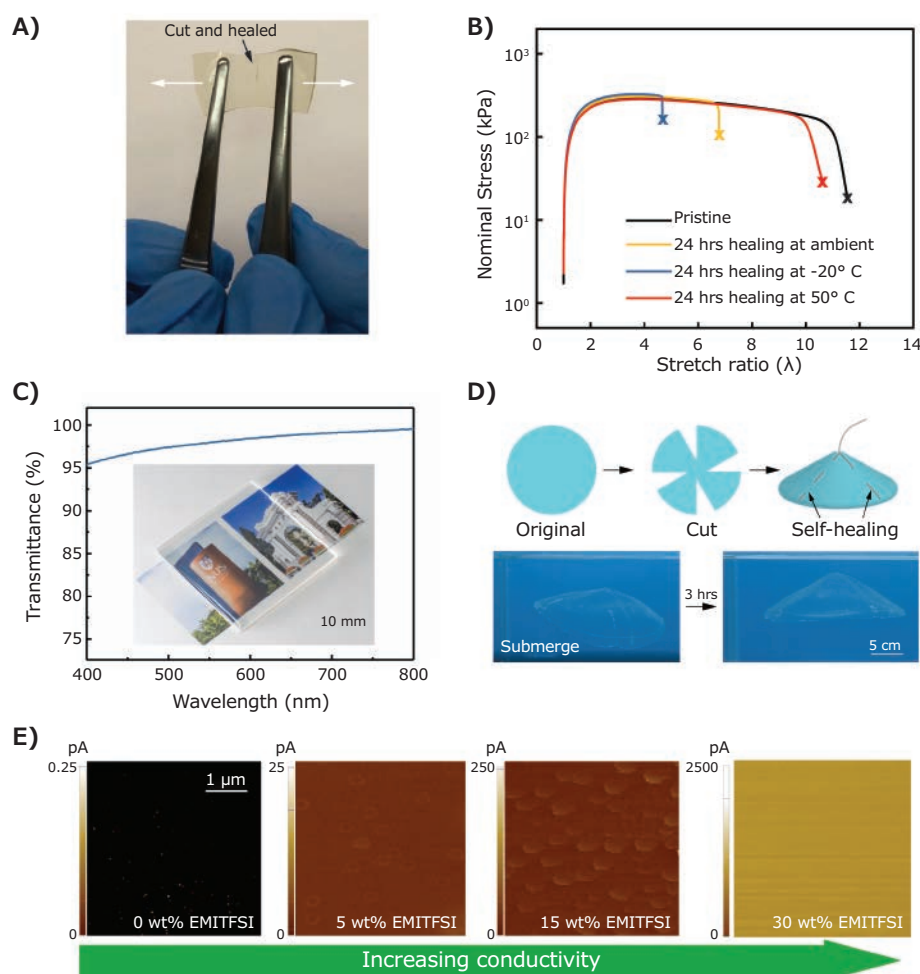 A)
Cut and healed
B)
10³
10²
10¹
10⁰
Nominal Stress (kPa)
Pristine
24 hrs healing at ambient
24 hrs healing at -20° C
24 hrs healing at 50° C
0 2 4 6 8 10 12 14
Stretch ratio (λ)
C)
100
95
90
85
80
75
Transmittance (%)
10 mm
400 500 600 700 800
Wavelength (nm)
D)
Original
Cut
Self-healing
Submerge
3 hrs
5 cm
E)
pA
0.25
0
1 µm
0 wt% EMITFSI
pA
25
0
5 wt% EMITFSI
pA
250
0
15 wt% EMITFSI
pA
2500
0
30 wt% EMITFSI
Increasing conductivity